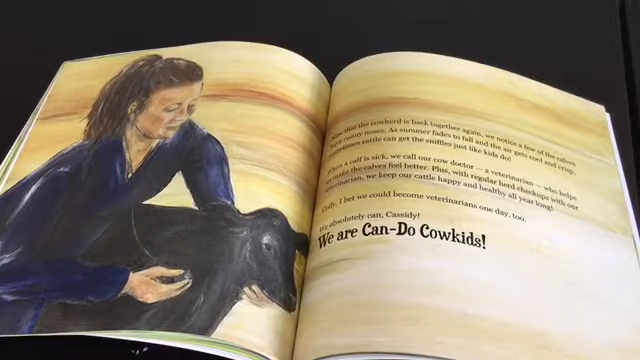 Now that the cowherd is back together again, we notice a few of the calves
have runny noses. As summer fades to fall and the air gets cool and crisp,
sometimes cattle can get the sniffles just like kids do!
When a calf is sick, we call our cow doctor — a veterinarian — who helps
us make the calves feel better. Plus, with regular herd checkups with our
veterinarian, we keep our cattle happy and healthy all year long!
Cody, I bet we could become veterinarians one day, too.
We absolutely can, Cassidy!
We are Can-Do Cowkids!